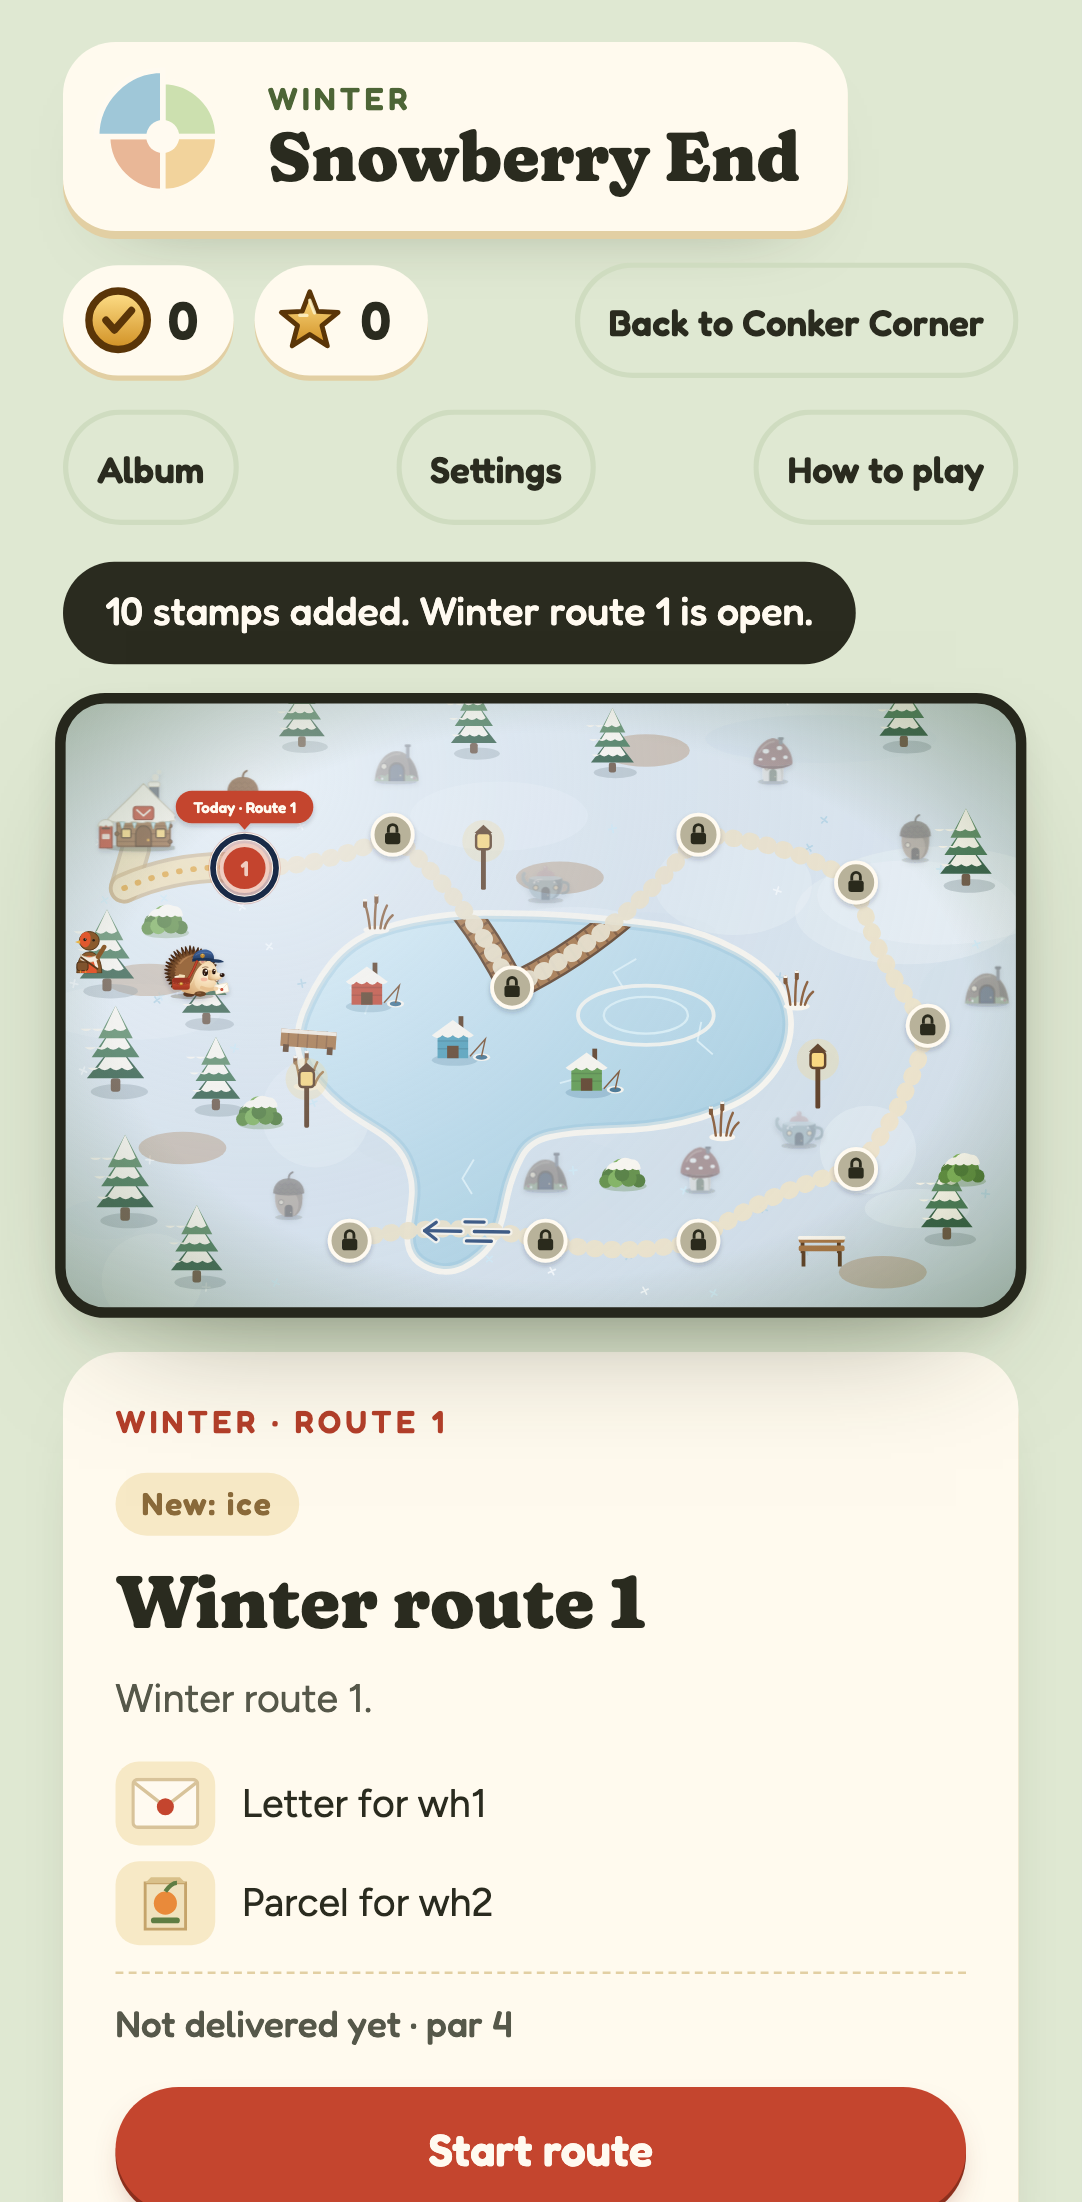 WINTER
Snowberry End
0
0
Back to Conker Corner
Album
Settings
How to play
10 stamps added. Winter route 1 is open.
Today · Route 1
1
WINTER · ROUTE 1
New: ice
Winter route 1
Winter route 1.
Letter for wh1
Parcel for wh2
Not delivered yet · par 4
Start route